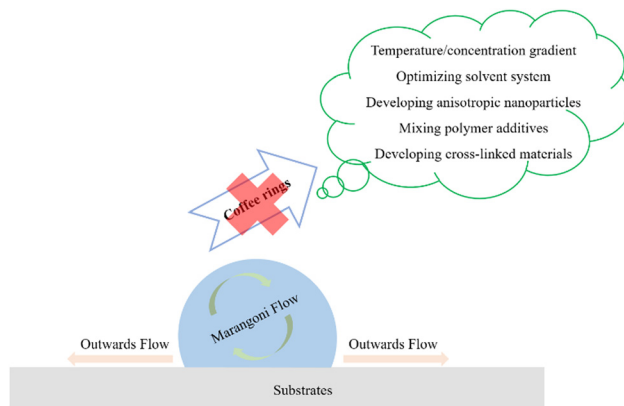 Temperature/concentration gradient
Optimizing solvent system
Developing anisotropic nanoparticles
Mixing polymer additives
Developing cross-linked materials
Coffee rings
Marangoni Flow
Outwards Flow
Outwards Flow
Substrates